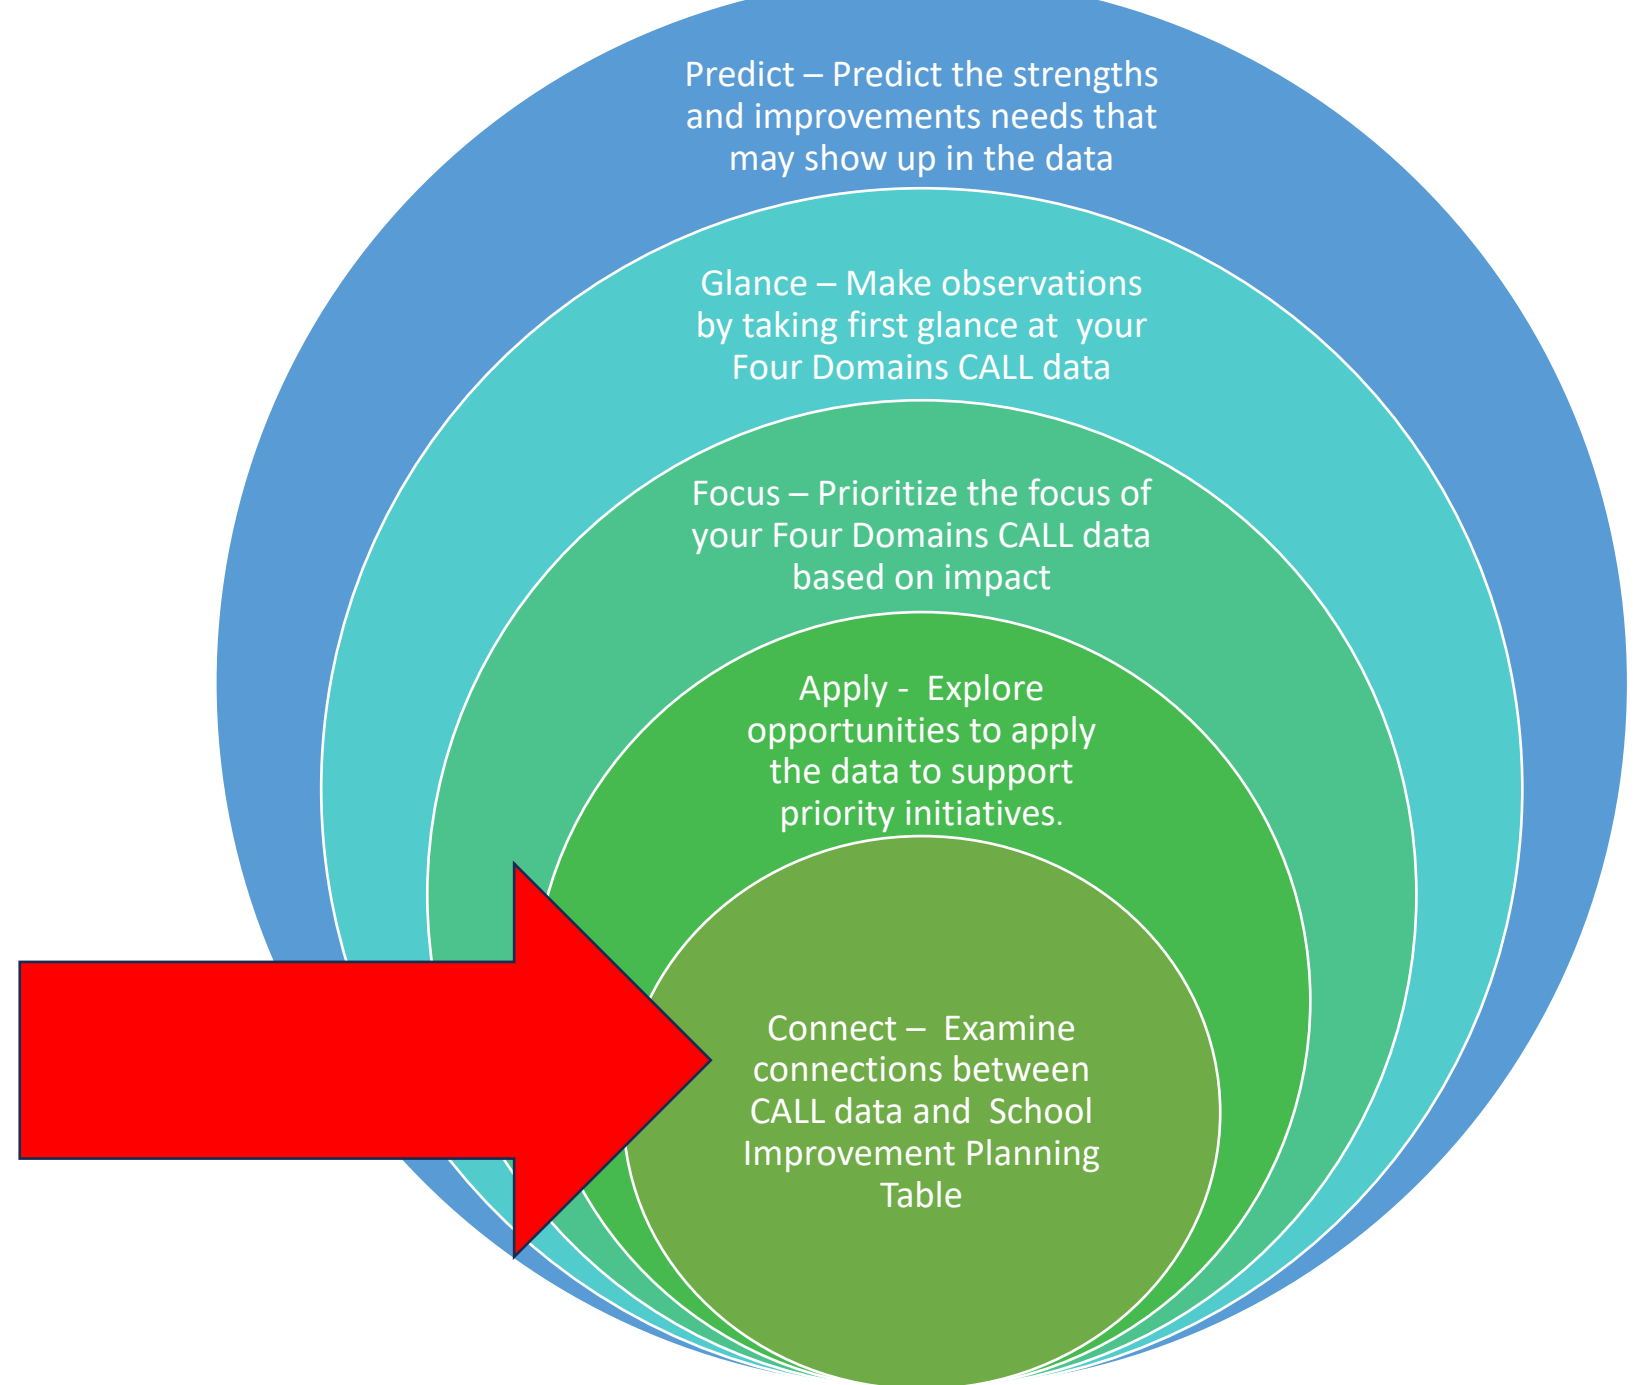 Predict – Predict the strengths
and improvements needs that
may show up in the data
Glance – Make observations
by taking first glance at  your
Four Domains CALL data
Focus – Prioritize the focus of
your Four Domains CALL data
based on impact
Apply -  Explore
opportunities to apply
the data to support
priority initiatives.
Connect –  Examine
connections between
CALL data and  School
Improvement Planning
Table